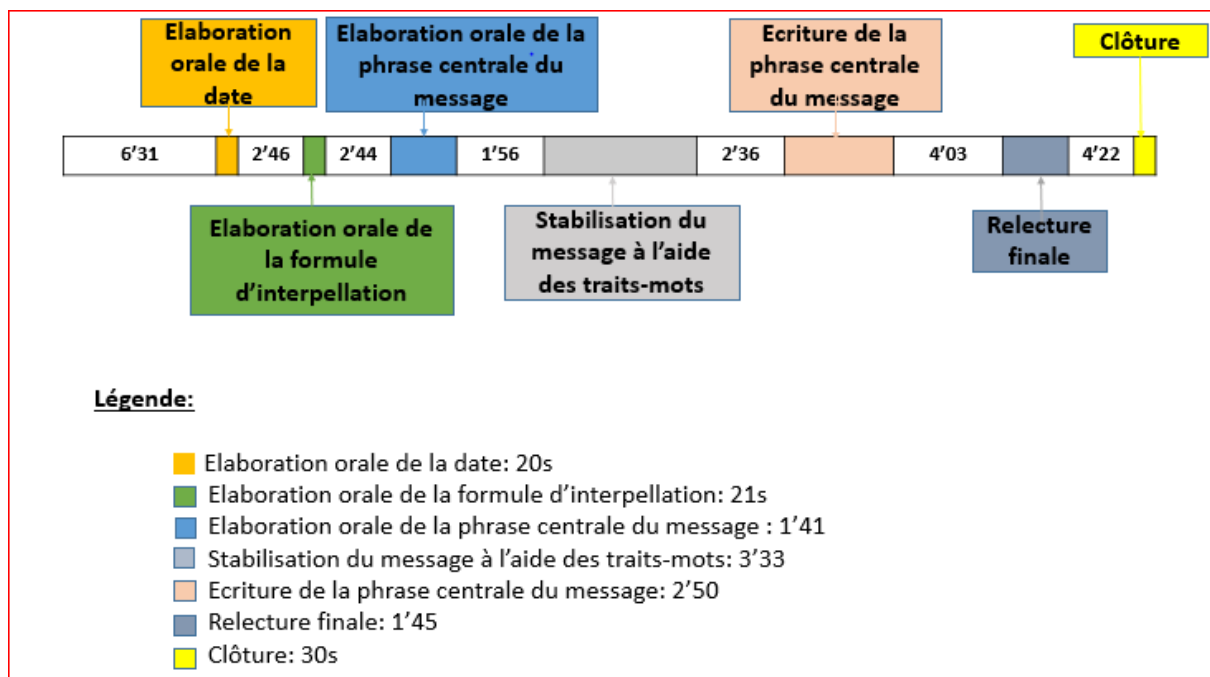 Elaboration
orale de la
date
Elaboration orale de la
phrase centrale du
message
Ecriture de la
phrase centrale
du message
Clôture
6’31
2’46
2’44
1’56
2’36
4’03
4’22
Elaboration orale de
la formule
d’interpellation
Stabilisation du
message à l’aide
des traits-mots
Relecture
finale
Légende:
Elaboration orale de la date: 20s
Elaboration orale de la formule d’interpellation: 21s
Elaboration orale de la phrase centrale du message : 1’41
Stabilisation du message à l’aide des traits-mots: 3’33
Ecriture de la phrase centrale du message: 2’50
Relecture finale: 1’45
Clôture: 30s